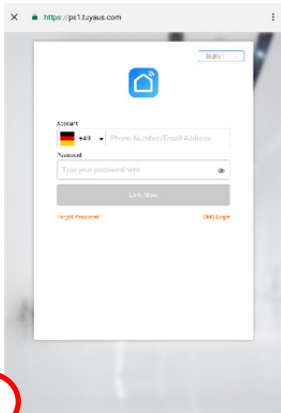 https://px1.tuyaus.com
English
Account
+49 Phone Number/Email Address
Password
Type your password here
Link Now
Forgot Password SMS Login